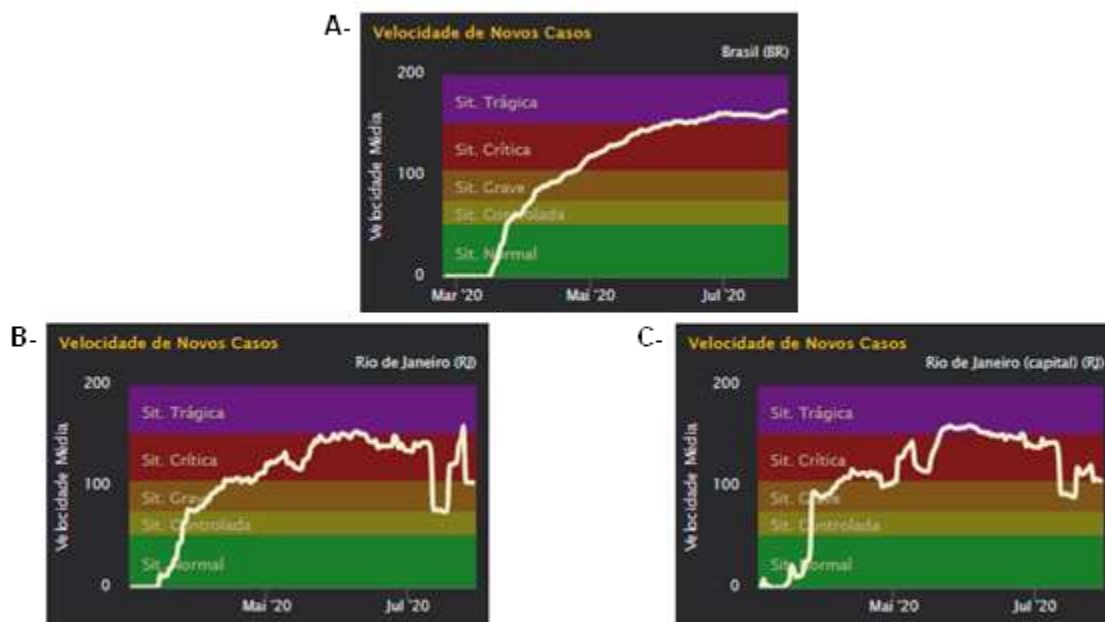 A-
Velocidade de Novos Casos
Brasil (BR)
200
Sit. Trágica
Sit. Crítica
100
Sit. Grave
Sit. Controlada
Sit. Normal
0
Velocidade Média
Mar '20
Mai '20
Jul '20
B-
Velocidade de Novos Casos
Rio de Janeiro (RJ)
200
Sit. Trágica
Sit. Crítica
100
Sit. Grave
Sit. Controlada
Sit. Normal
0
Velocidade Média
Mai '20
Jul '20
C-
Velocidade de Novos Casos
Rio de Janeiro (capital) (RJ)
200
Sit. Trágica
Sit. Crítica
100
Sit. Grave
Sit. Controlada
Sit. Normal
0
Velocidade Média
Mai '20
Jul '20